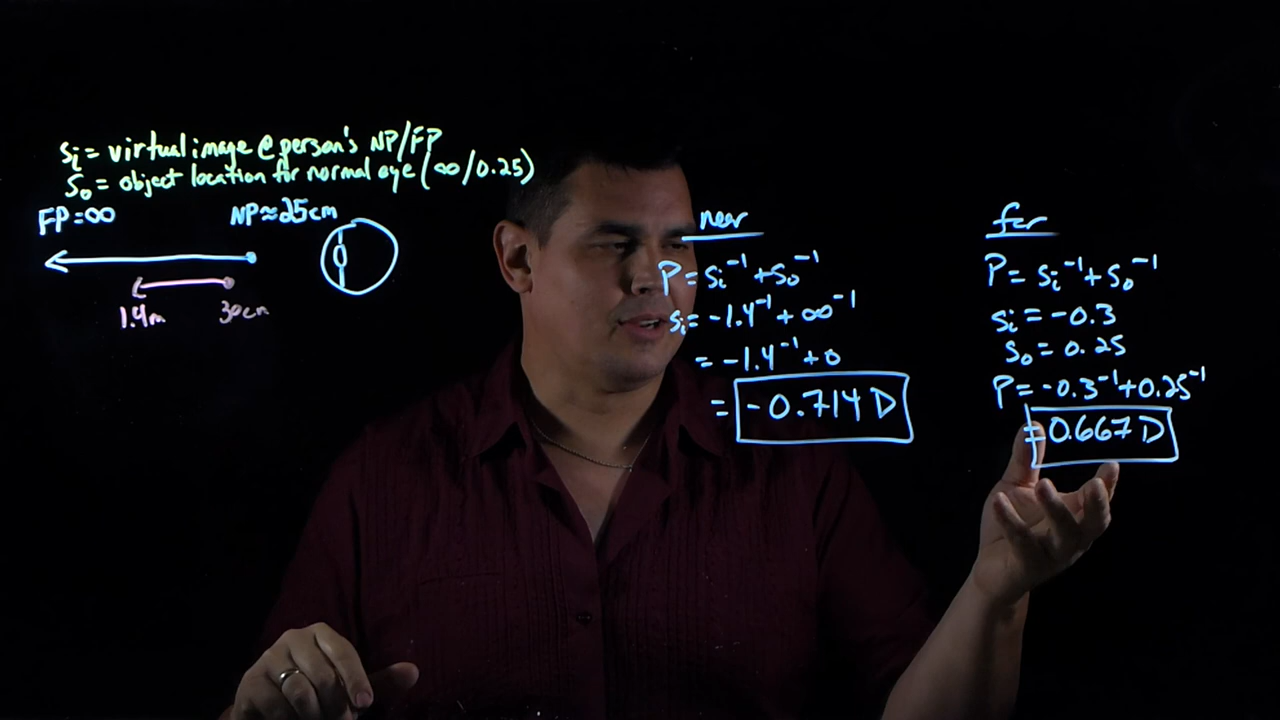 sᵢ = virtual image @ person's NP/FP
sₒ = object location for normal eye (∞/0.25)
FP=∞
NP≈25cm
1.4m
30cm
near
P = sᵢ⁻¹ + sₒ⁻¹
sᵢ = -1.4⁻¹ + ∞⁻¹
= -1.4⁻¹ + 0
= -0.714 D
far
P = sᵢ⁻¹ + sₒ⁻¹
sᵢ = -0.3
sₒ = 0.25
P = -0.3⁻¹ + 0.25⁻¹
= 0.667 D